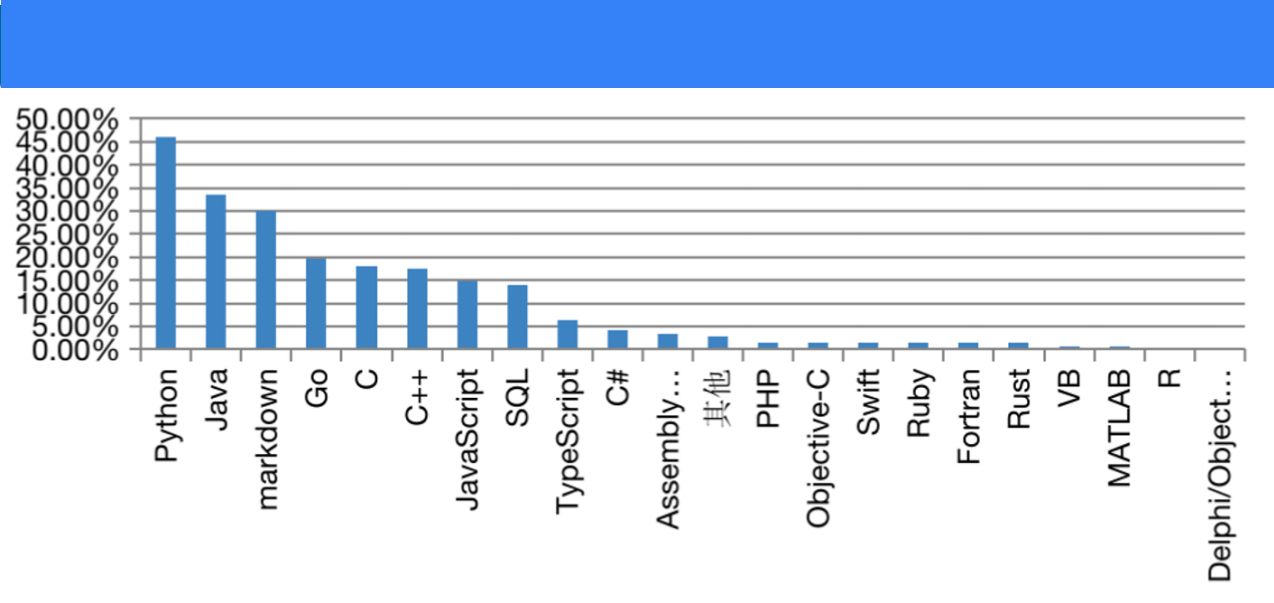 50.00%
45.00%
40.00%
35.00%
30.00%
25.00%
20.00%
15.00%
10.00%
5.00%
0.00%
Python
Java
markdown
Go
C
C++
JavaScript
SQL
TypeScript
C#
Assembly...
其他
PHP
Objective-C
Swift
Ruby
Fortran
Rust
VB
MATLAB
R
Delphi/Object...